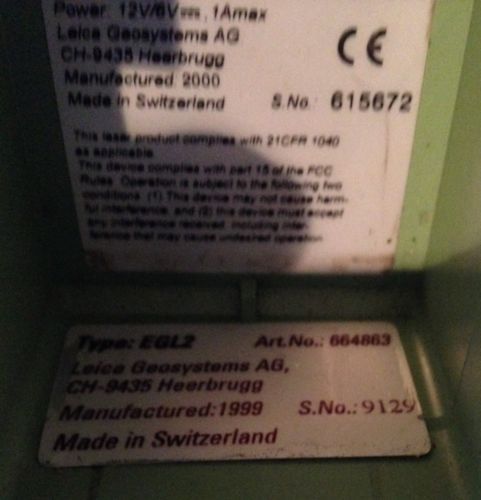 Power: 12V/6V⎓, 1Amax
Leica Geosystems AG
CH-9435 Heerbrugg
Manufactured: 2000
Made in Switzerland S.No.: 615672
CE
This laser product complies with 21CFR 1040
as applicable.
This device complies with part 15 of the FCC
Rules. Operation is subject to the following two
conditions: (1) This device may not cause harm-
ful interference, and (2) this device must accept
any interference received, including inter-
ference that may cause undesired operation.
Type: EGL2 Art.No.: 664863
Leica Geosystems AG,
CH-9435 Heerbrugg
Manufactured:1999 S.No.:9129
Made in Switzerland